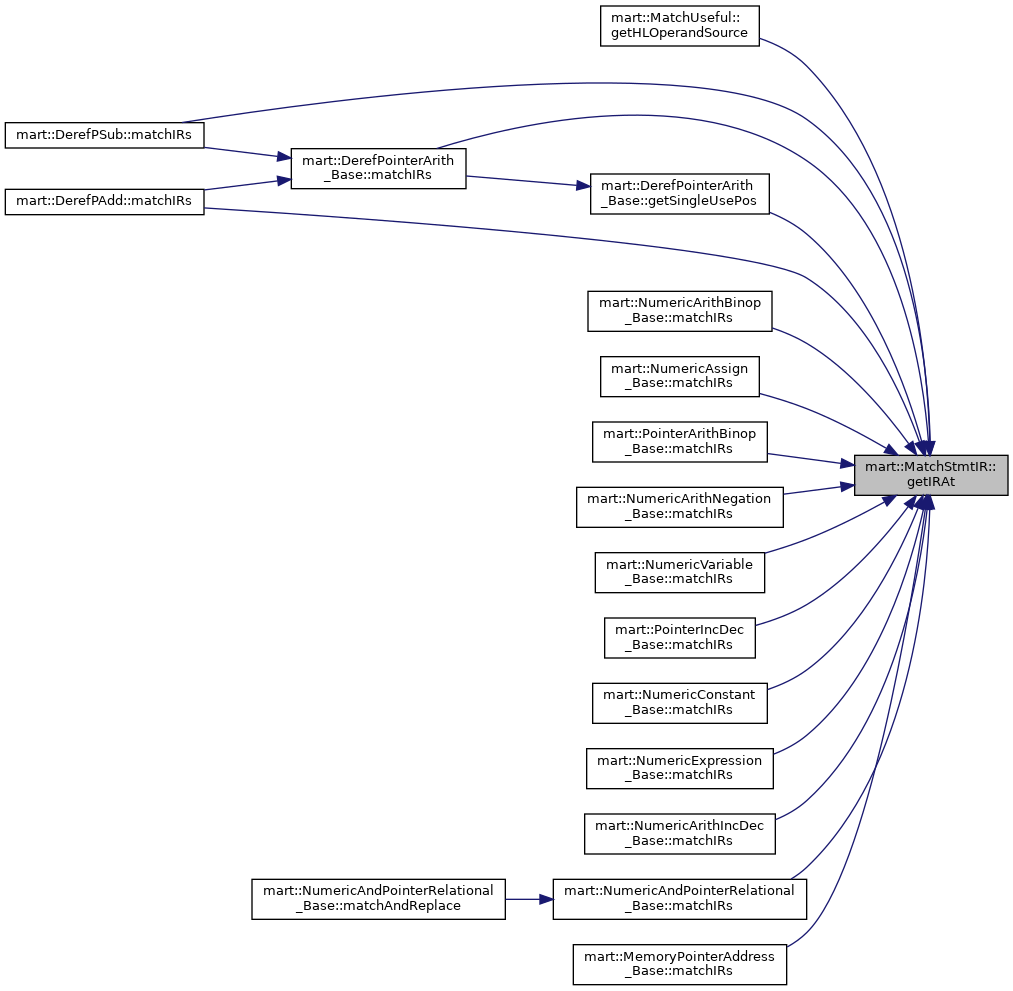 mart::MatchUseful::
getHLOperandSource
mart::DerefPSub::matchIRs
mart::DerefPointerArith
_Base::matchIRs
mart::DerefPAdd::matchIRs
mart::DerefPointerArith
_Base::getSingleUsePos
mart::NumericArithBinop
_Base::matchIRs
mart::NumericAssign
_Base::matchIRs
mart::PointerArithBinop
_Base::matchIRs
mart::MatchStmtIR::
getIRAt
mart::NumericArithNegation
_Base::matchIRs
mart::NumericVariable
_Base::matchIRs
mart::PointerIncDec
_Base::matchIRs
mart::NumericConstant
_Base::matchIRs
mart::NumericExpression
_Base::matchIRs
mart::NumericArithIncDec
_Base::matchIRs
mart::NumericAndPointerRelational
_Base::matchAndReplace
mart::NumericAndPointerRelational
_Base::matchIRs
mart::MemoryPointerAddress
_Base::matchIRs